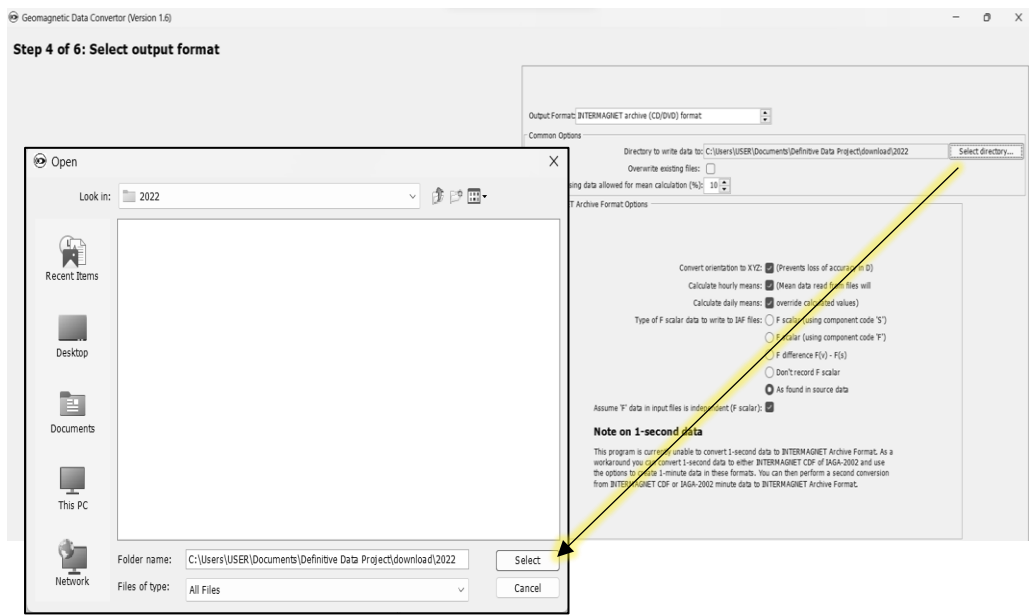 Geomagnetic Data Convertor (Version 1.6)
Step 4 of 6: Select output format
Output Format: INTERMAGNET archive (CD/DVD) format
Common Options
Directory to write data to: C:\Users\USER\Documents\Definitive Data Project\download\2022 Select directory...
Overwrite existing files:
sing data allowed for mean calculation (%): 10
T Archive Format Options
Convert orientation to XYZ: (Prevents loss of accuracy in D)
Calculate hourly means: (Mean data read from files will
Calculate daily means: override calculated values)
Type of F scalar data to write to IAF files: F scalar (using component code 'S')
F scalar (using component code 'F')
F difference F(v) - F(s)
Don't record F scalar
As found in source data
Assume 'F' data in input files is independent (F scalar):
Note on 1-second data
This program is currently unable to convert 1-second data to INTERMAGNET Archive Format. As a
workaround you can convert 1-second data to either INTERMAGNET CDF of IAGA-2002 and use
the options to create 1-minute data in these formats. You can then perform a second conversion
from INTERMAGNET CDF or IAGA-2002 minute data to INTERMAGNET Archive Format.
Open
Look in: 2022
Recent Items
Desktop
Documents
This PC
Network
Folder name: C:\Users\USER\Documents\Definitive Data Project\download\2022 Select
Files of type: All Files Cancel